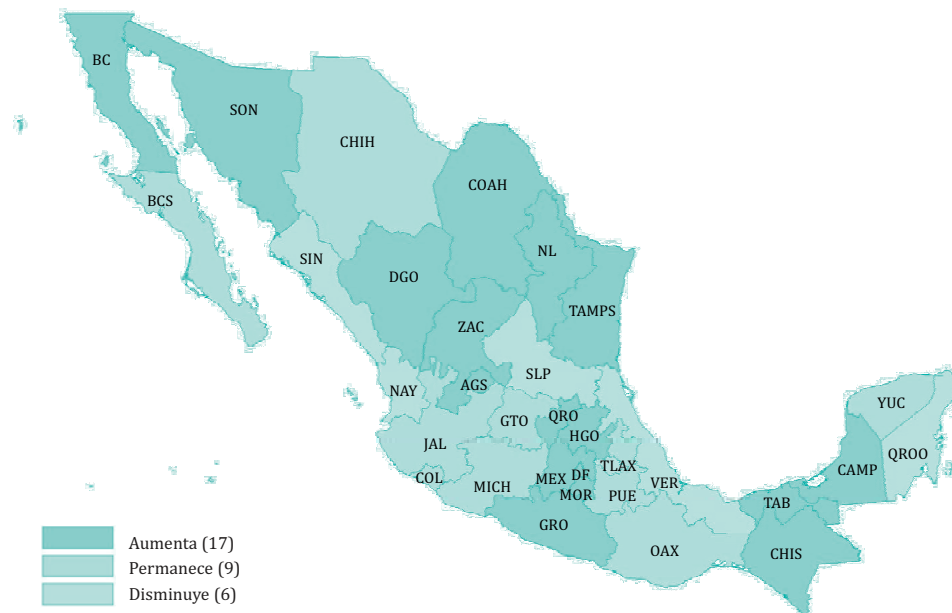 BC
SON
CHIH
COAH
BCS
NL
SIN
DGO
TAMPS
ZAC
SLP
AGS
NAY
YUC
QRO
GTO
HGO
JAL
QROO
TLAX
CAMP
COL
DF
MEX
VER
MICH
MOR
PUE
TAB
GRO
OAX
CHIS
Aumenta (17)
Permanece (9)
Disminuye (6)